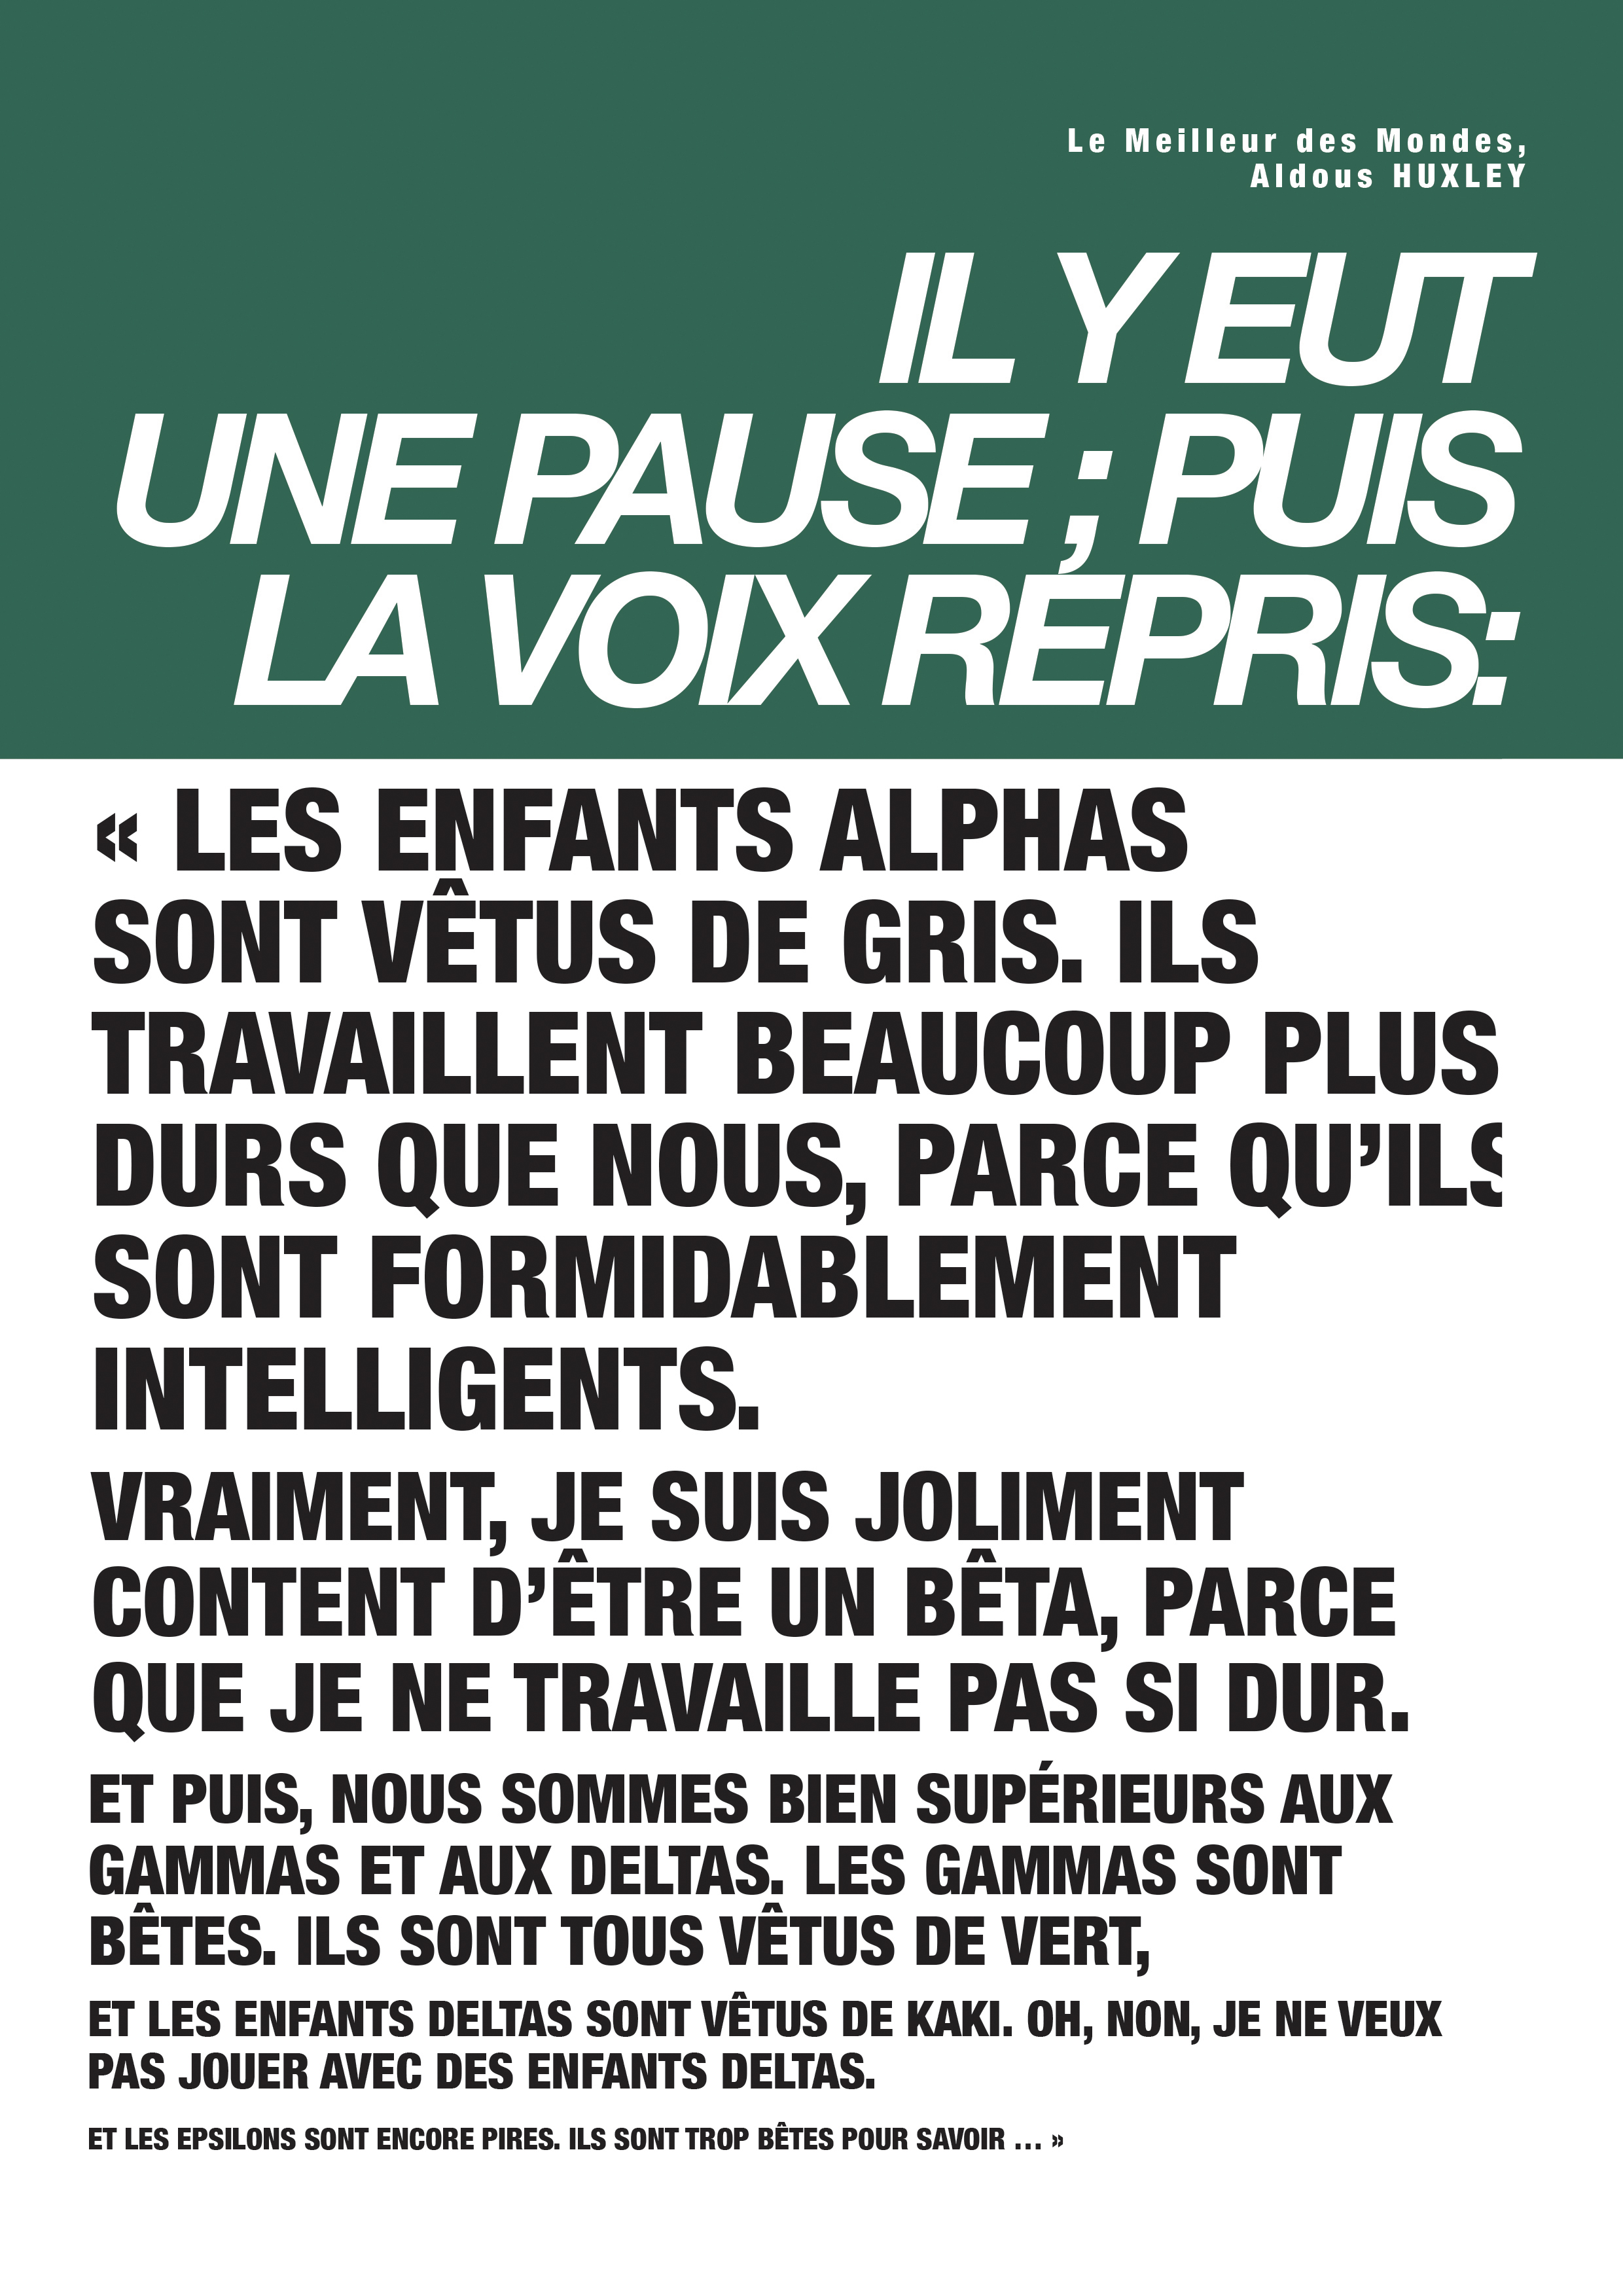 Le Meilleur des Mondes,
Aldous HUXLEY
IL Y EUT
UNE PAUSE ; PUIS
LA VOIX REPRIS:
« LES ENFANTS ALPHAS
SONT VÊTUS DE GRIS. ILS
TRAVAILLENT BEAUCOUP PLUS
DURS QUE NOUS, PARCE QU’ILS
SONT FORMIDABLEMENT
INTELLIGENTS.
VRAIMENT, JE SUIS JOLIMENT
CONTENT D’ÊTRE UN BÊTA, PARCE
QUE JE NE TRAVAILLE PAS SI DUR.
ET PUIS, NOUS SOMMES BIEN SUPÉRIEURS AUX
GAMMAS ET AUX DELTAS. LES GAMMAS SONT
BÊTES. ILS SONT TOUS VÊTUS DE VERT,
ET LES ENFANTS DELTAS SONT VÊTUS DE KAKI. OH, NON, JE NE VEUX
PAS JOUER AVEC DES ENFANTS DELTAS.
ET LES EPSILONS SONT ENCORE PIRES. ILS SONT TROP BÊTES POUR SAVOIR … »